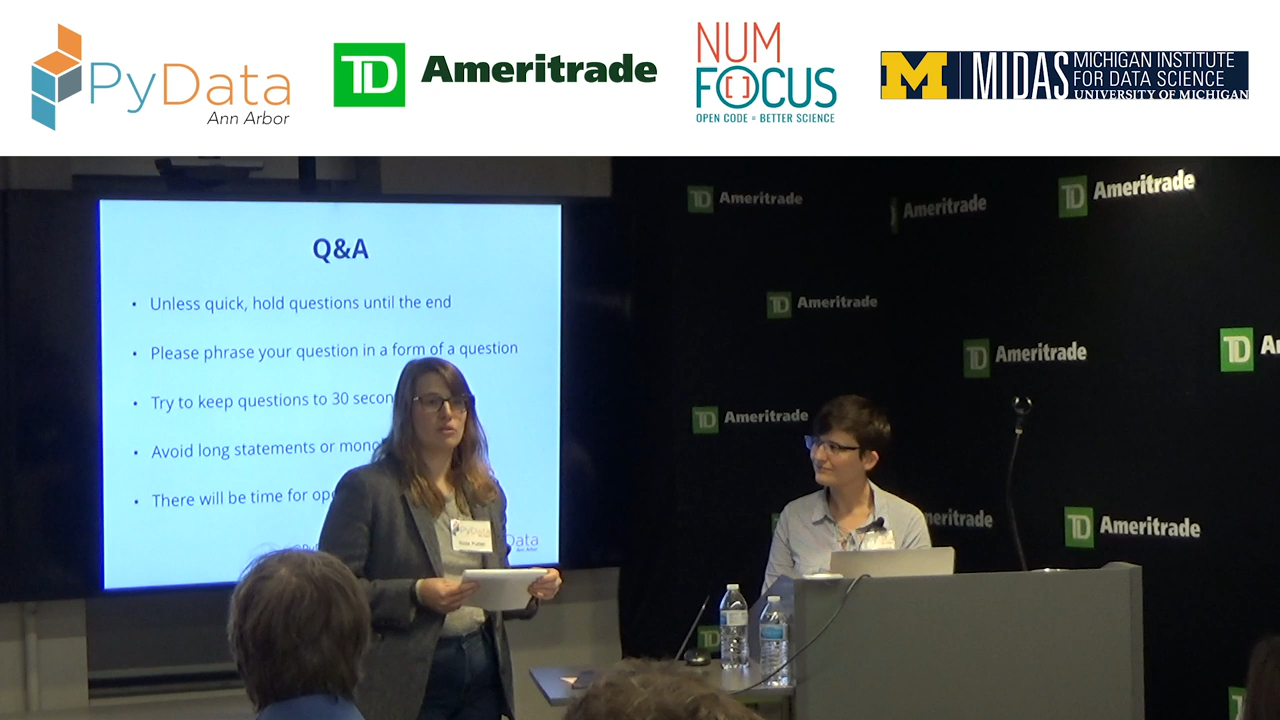 PyData
Ann Arbor
TD Ameritrade
NUM
FOCUS
OPEN CODE = BETTER SCIENCE
M MIDAS MICHIGAN INSTITUTE
FOR DATA SCIENCE
UNIVERSITY OF MICHIGAN
Q&A
• Unless quick, hold questions until the end
• Please phrase your question in a form of a question
• Try to keep questions to 30 secon
• Avoid long statements or mono
• There will be time for ope
Data
Ann Arbor
PyData
TD Ameritrade
Ameritrade
TD Ameritrade
TD Ameritrade
TD Ameritrade
TD A
TD Ameritrade
meritrade
TD Ameritrade
TD